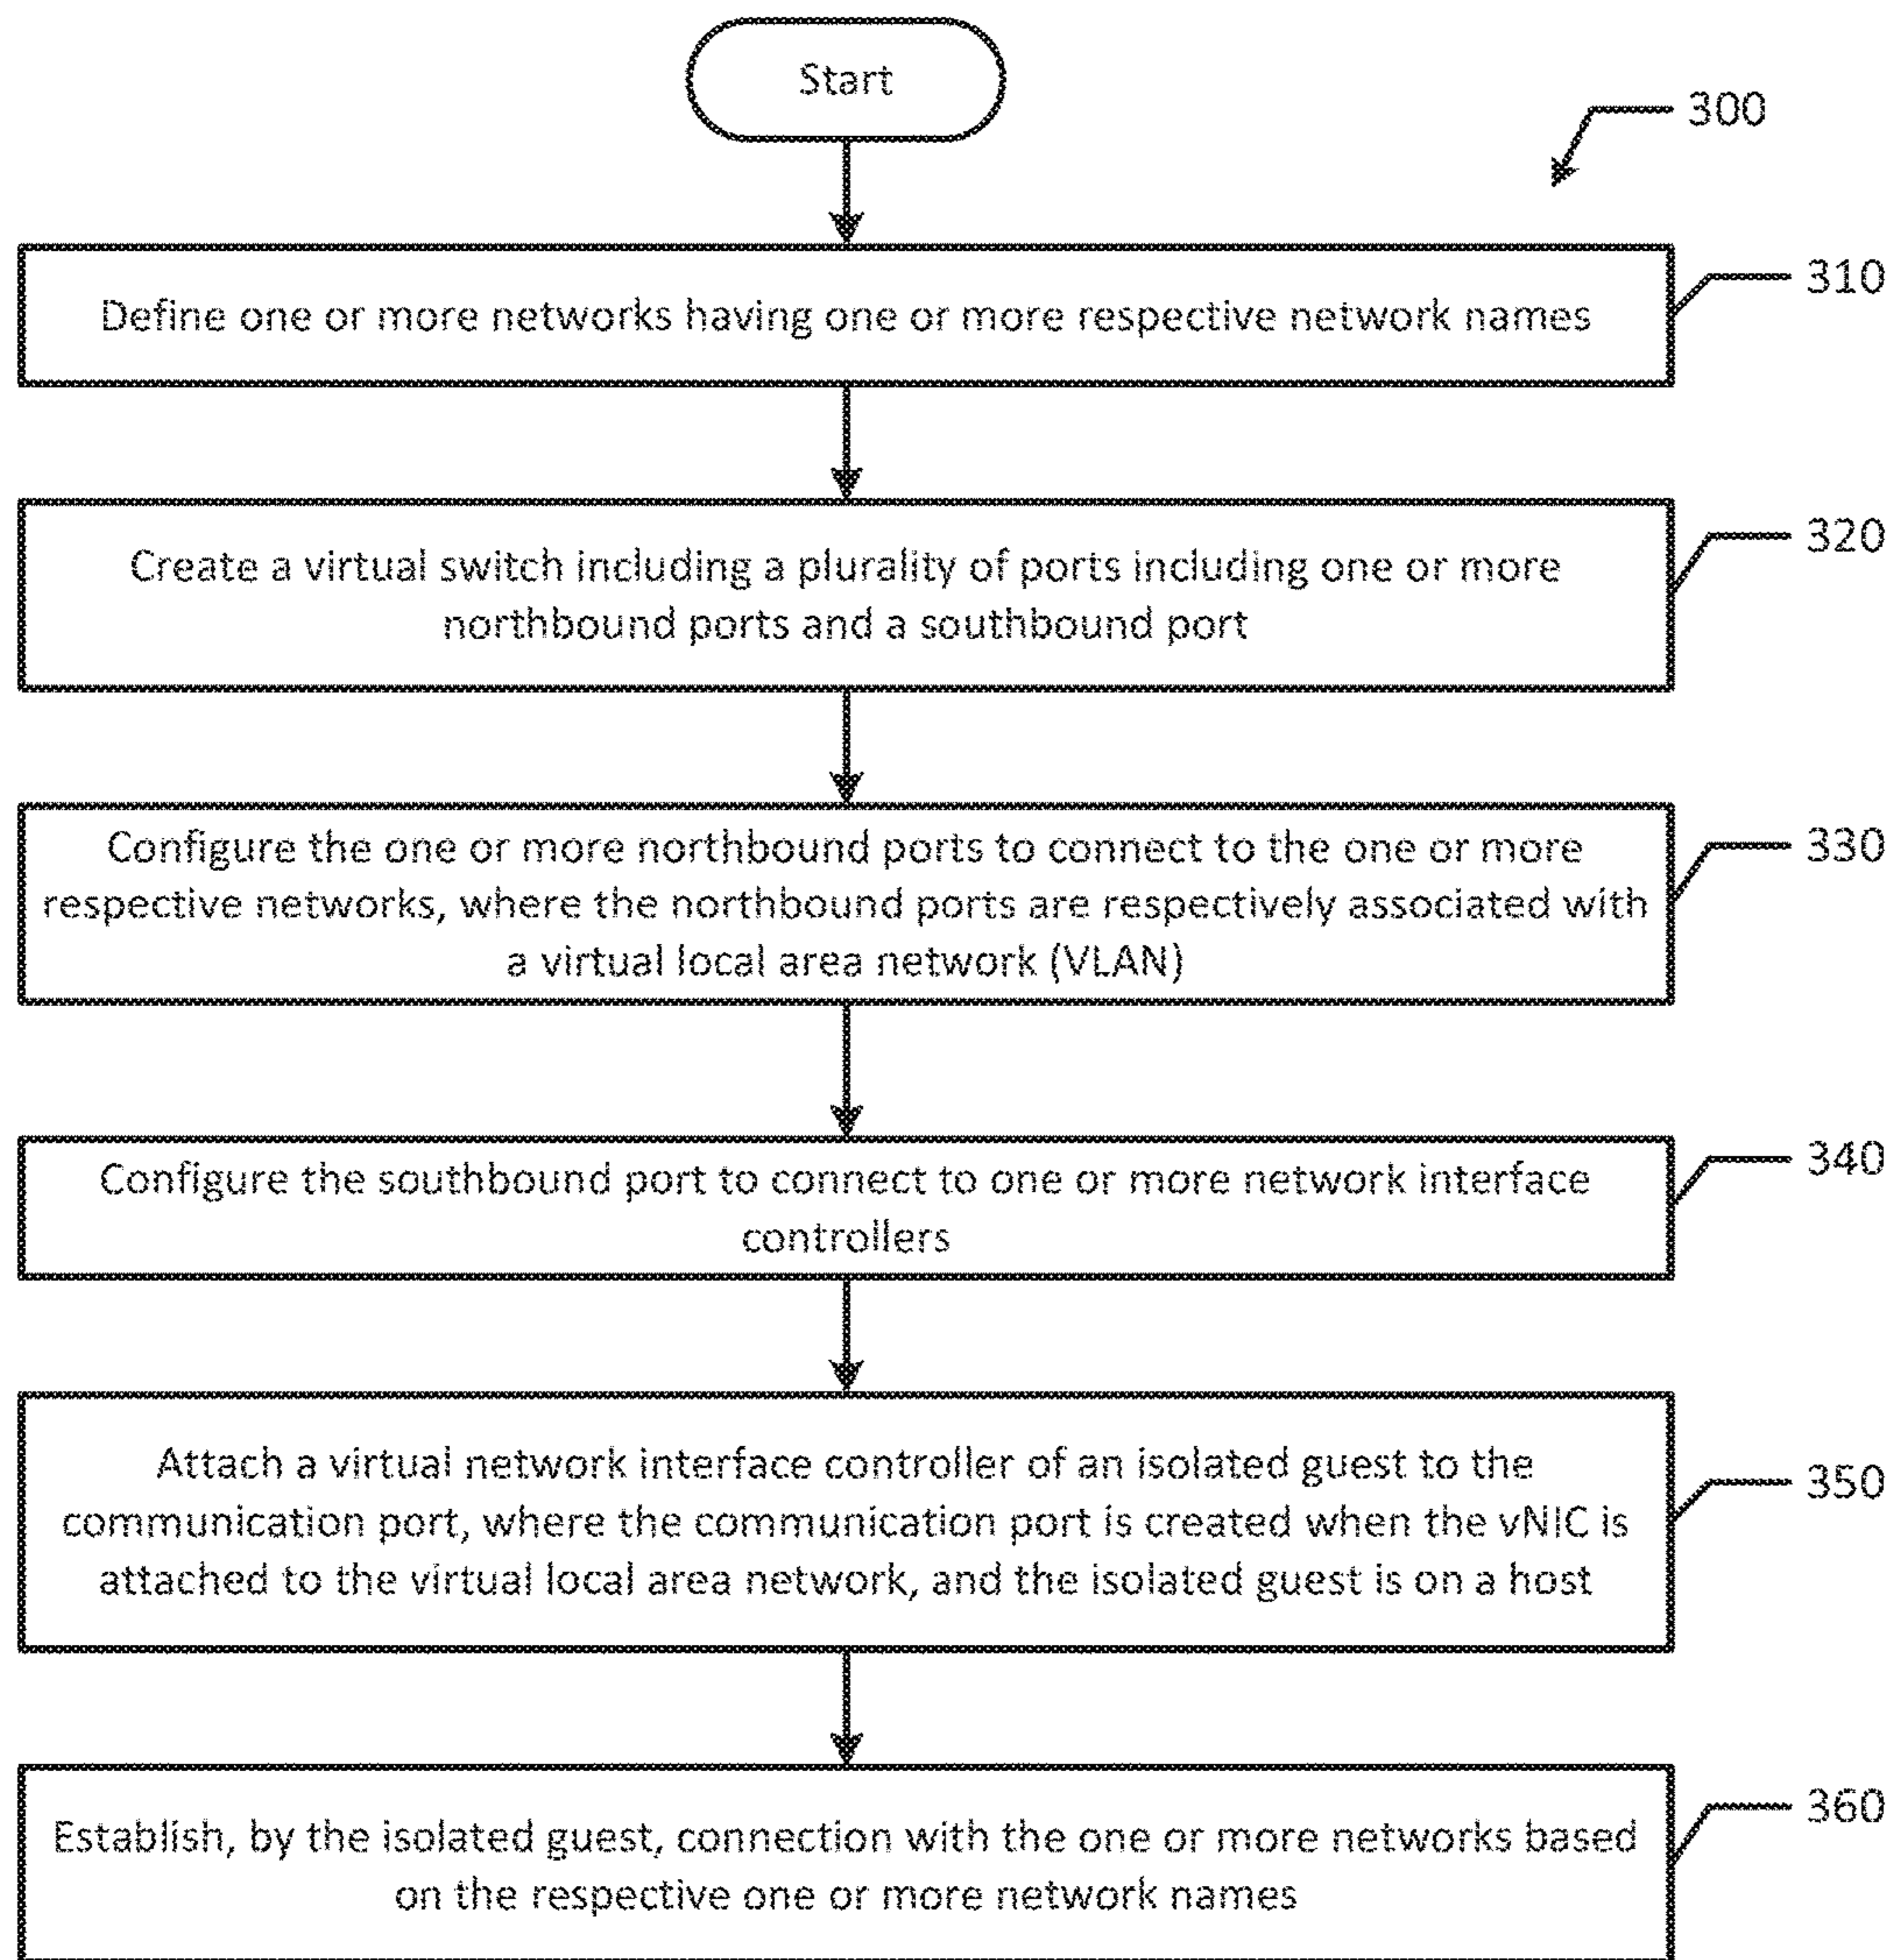 Start
300
Define one or more networks having one or more respective network names
310
Create a virtual switch including a plurality of ports including one or more
northbound ports and a southbound port
320
Configure the one or more northbound ports to connect to the one or more
respective networks, where the northbound ports are respectively associated with
a virtual local area network (VLAN)
330
Configure the southbound port to connect to one or more network interface
controllers
340
Attach a virtual network interface controller of an isolated guest to the
communication port, where the communication port is created when the vNIC is
attached to the virtual local area network, and the isolated guest is on a host
350
Establish, by the isolated guest, connection with the one or more networks based
on the respective one or more network names
360